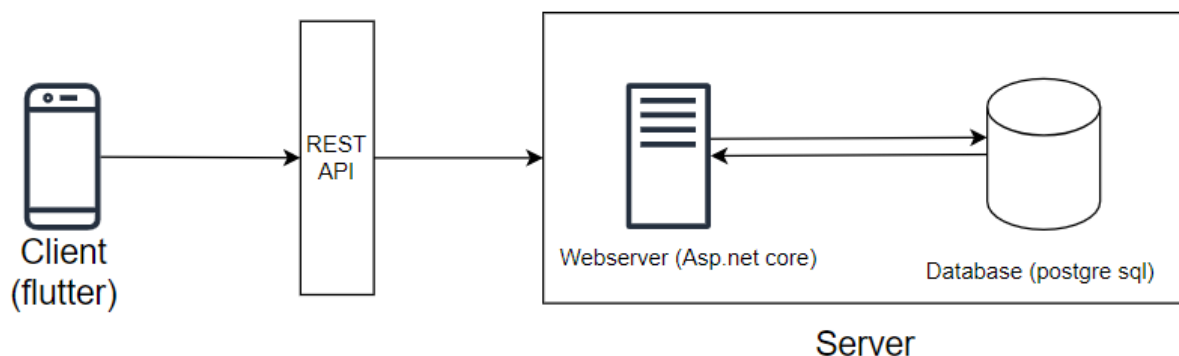 REST
API
Client
(flutter)
Webserver (Asp.net core)
Database (postgre sql)
Server